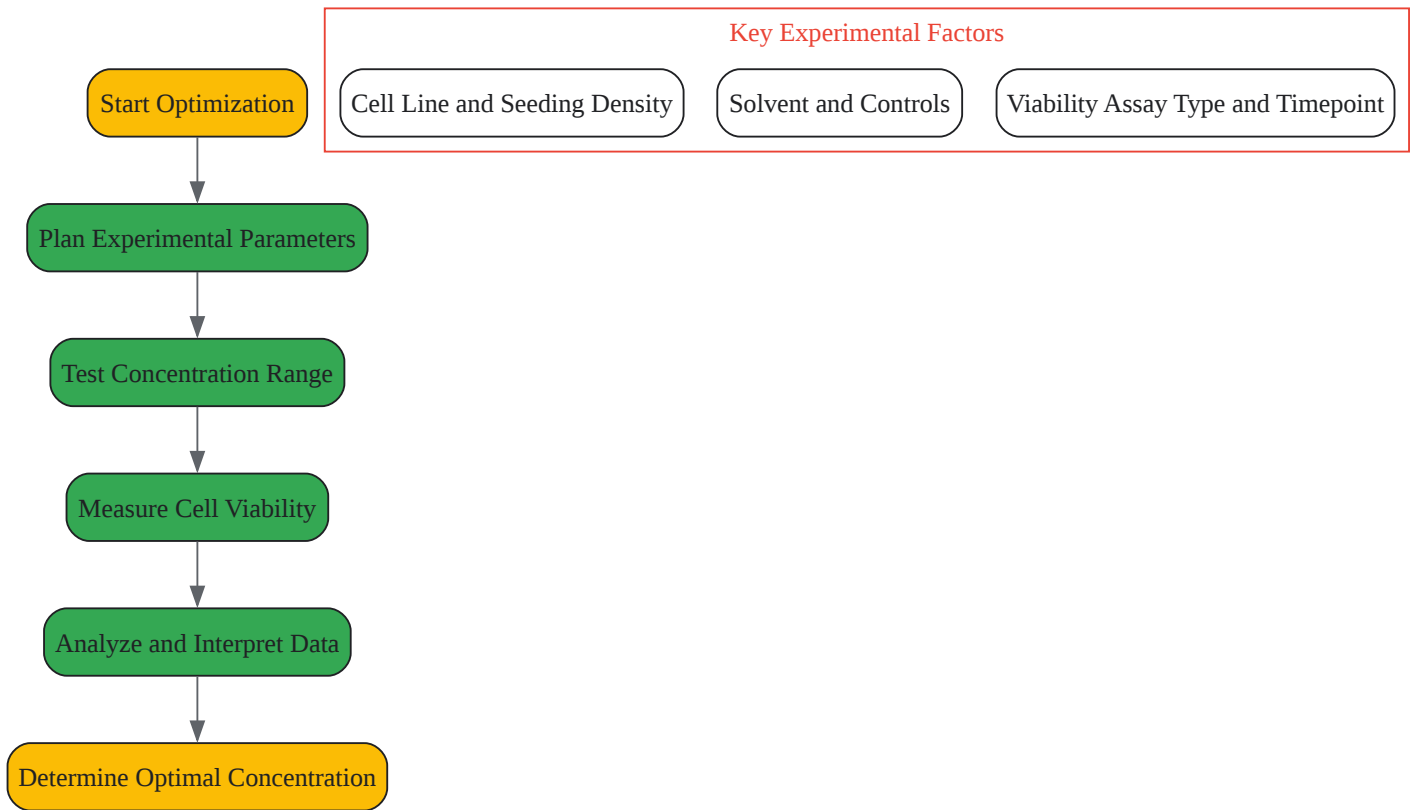 Key Experimental Factors
Start Optimization
Cell Line and Seeding Density
Solvent and Controls
Viability Assay Type and Timepoint
Plan Experimental Parameters
Test Concentration Range
Measure Cell Viability
Analyze and Interpret Data
Determine Optimal Concentration